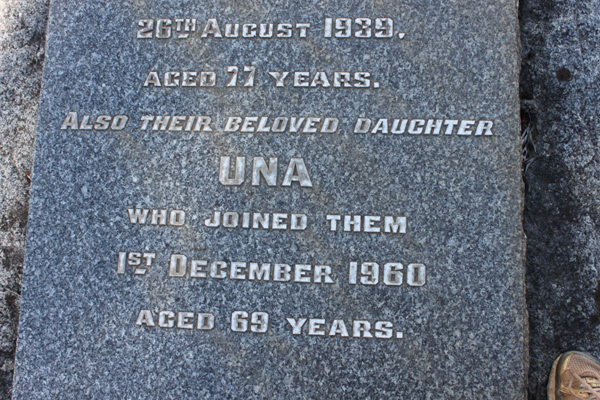 26TH AUGUST 1939,
AGED 77 YEARS.
ALSO THEIR BELOVED DAUGHTER
UNA
WHO JOINED THEM
1ST DECEMBER 1960
AGED 69 YEARS.